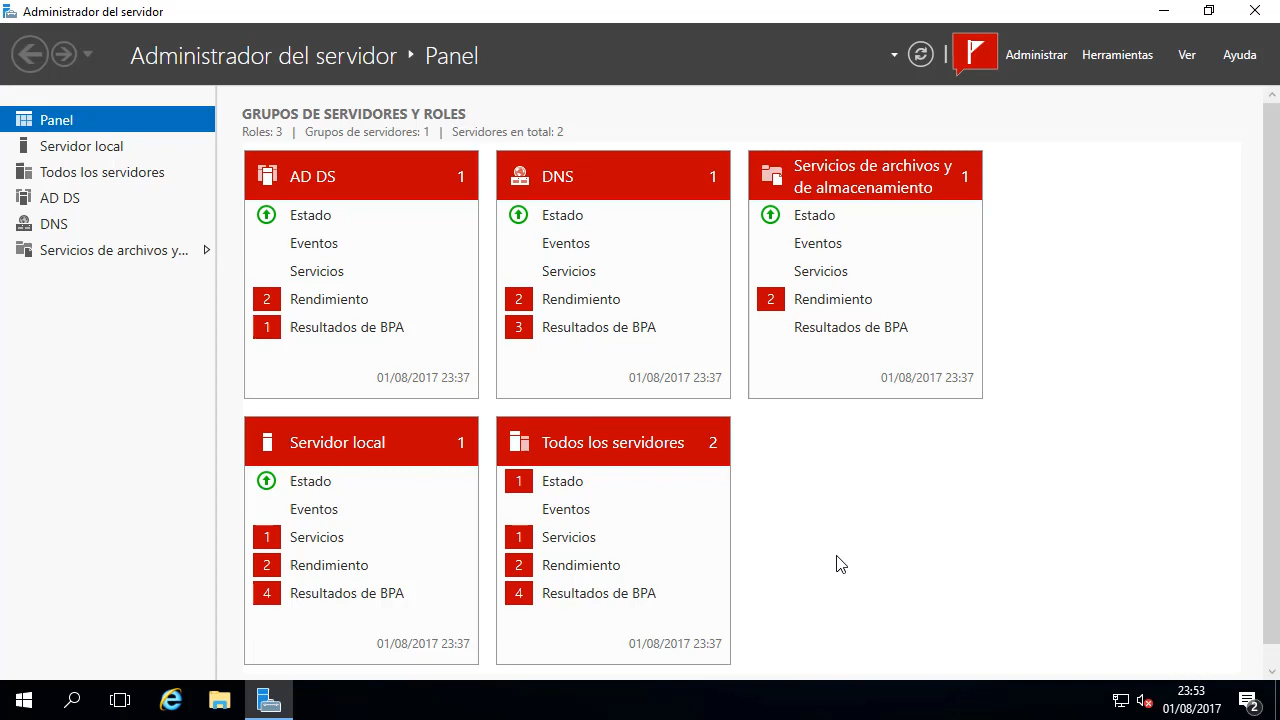 Administrador del servidor
Administrador del servidor ‣ Panel
Administrar
Herramientas
Ver
Ayuda
Panel
Servidor local
Todos los servidores
AD DS
DNS
Servicios de archivos y...
GRUPOS DE SERVIDORES Y ROLES
Roles: 3 | Grupos de servidores: 1 | Servidores en total: 2
AD DS 1
Estado
Eventos
Servicios
2 Rendimiento
1 Resultados de BPA
01/08/2017 23:37
DNS 1
Estado
Eventos
Servicios
2 Rendimiento
3 Resultados de BPA
01/08/2017 23:37
Servicios de archivos y
de almacenamiento 1
Estado
Eventos
Servicios
2 Rendimiento
Resultados de BPA
01/08/2017 23:37
Servidor local 1
Estado
Eventos
1 Servicios
2 Rendimiento
4 Resultados de BPA
01/08/2017 23:37
Todos los servidores 2
1 Estado
Eventos
1 Servicios
2 Rendimiento
4 Resultados de BPA
01/08/2017 23:37
23:53
01/08/2017
2